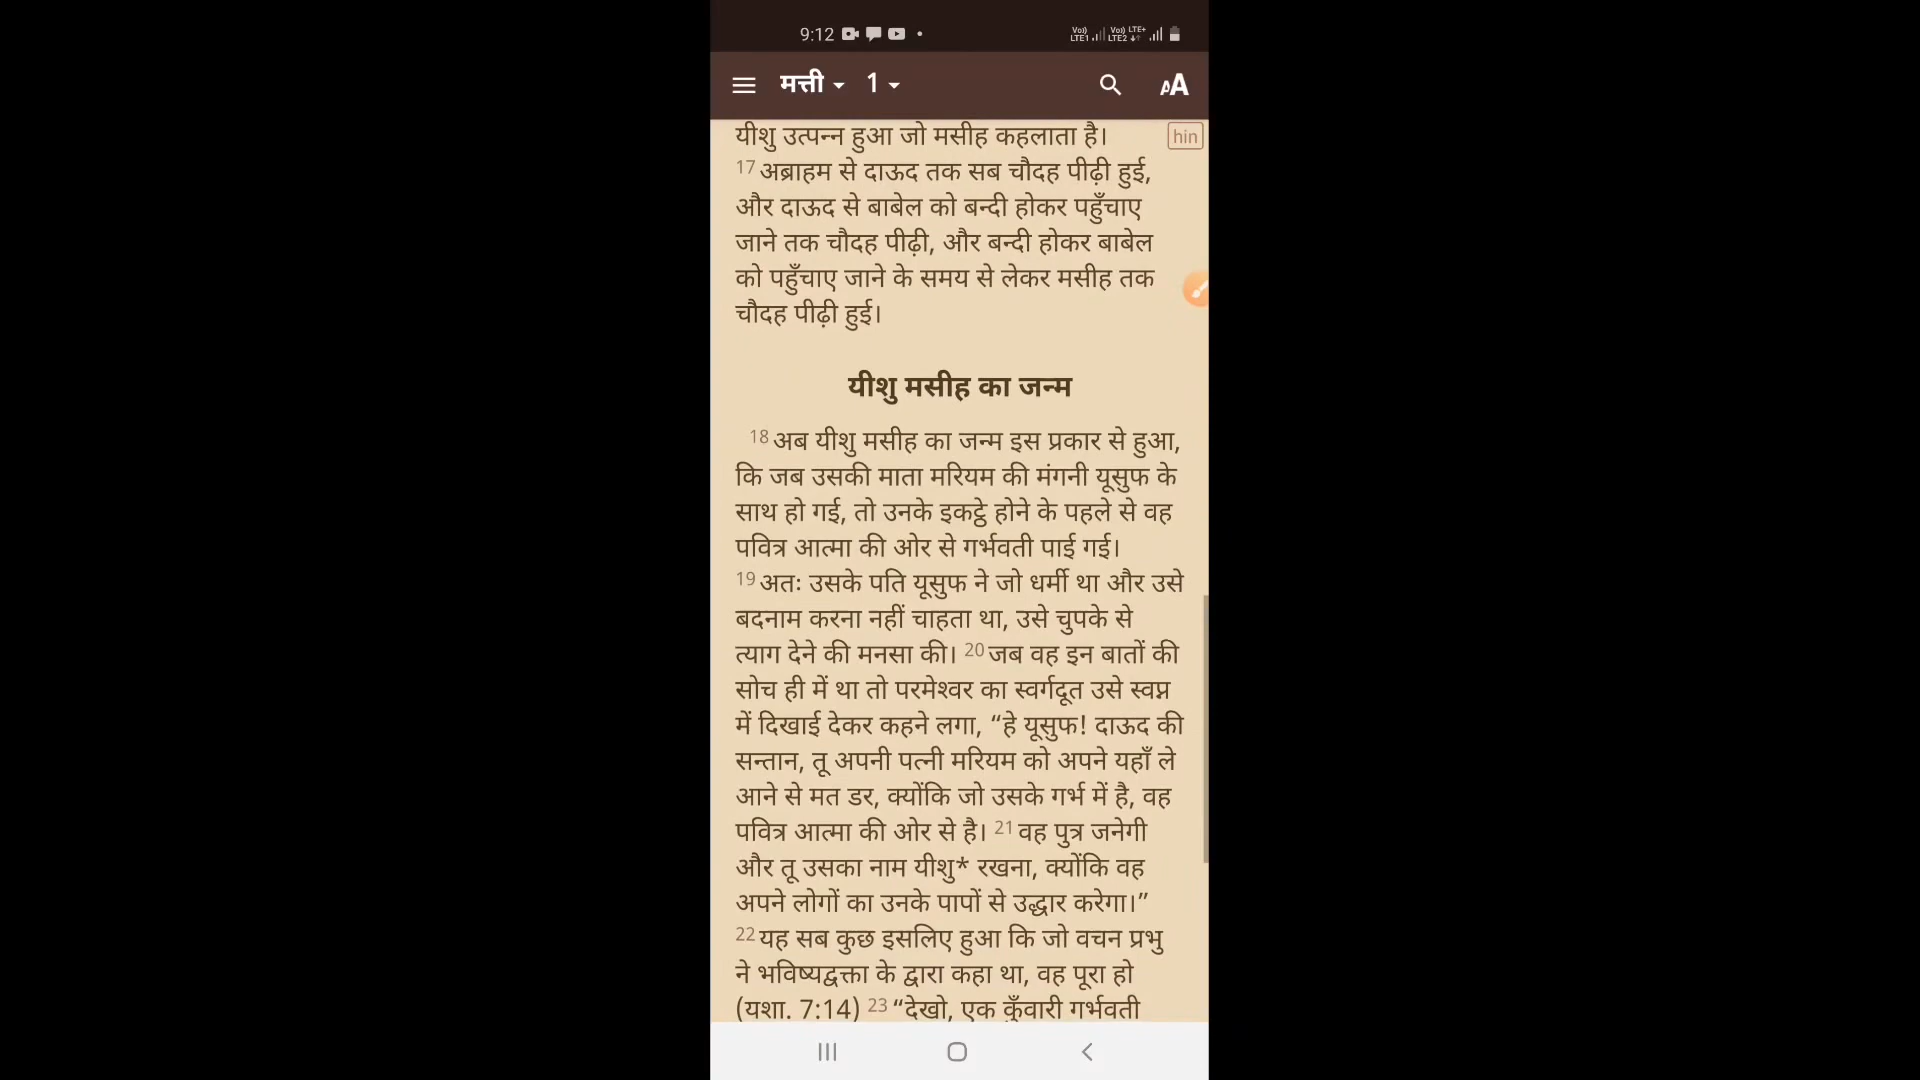 9:12
Vo)) LTE1 Vo)) LTE2 LTE+
मत्ती 1 AA
यीशु उत्पन्न हुआ जो मसीह कहलाता है।
hin
17 अब्राहम से दाऊद तक सब चौदह पीढ़ी हुई,
और दाऊद से बाबेल को बन्दी होकर पहुँचाए
जाने तक चौदह पीढ़ी, और बन्दी होकर बाबेल
को पहुँचाए जाने के समय से लेकर मसीह तक
चौदह पीढ़ी हुई।
यीशु मसीह का जन्म
18 अब यीशु मसीह का जन्म इस प्रकार से हुआ,
कि जब उसकी माता मरियम की मंगनी यूसुफ के
साथ हो गई, तो उनके इकट्ठे होने के पहले से वह
पवित्र आत्मा की ओर से गर्भवती पाई गई।
19 अतः उसके पति यूसुफ ने जो धर्मी था और उसे
बदनाम करना नहीं चाहता था, उसे चुपके से
त्याग देने की मनसा की। 20 जब वह इन बातों की
सोच ही में था तो परमेश्वर का स्वर्गदूत उसे स्वप्न
में दिखाई देकर कहने लगा, “हे यूसुफ! दाऊद की
सन्तान, तू अपनी पत्नी मरियम को अपने यहाँ ले
आने से मत डर, क्योंकि जो उसके गर्भ में है, वह
पवित्र आत्मा की ओर से है। 21 वह पुत्र जनेगी
और तू उसका नाम यीशु* रखना, क्योंकि वह
अपने लोगों का उनके पापों से उद्धार करेगा।”
22 यह सब कुछ इसलिए हुआ कि जो वचन प्रभु
ने भविष्यद्वक्ता के द्वारा कहा था, वह पूरा हो
(यशा. 7:14) 23 “देखो, एक कुँवारी गर्भवती